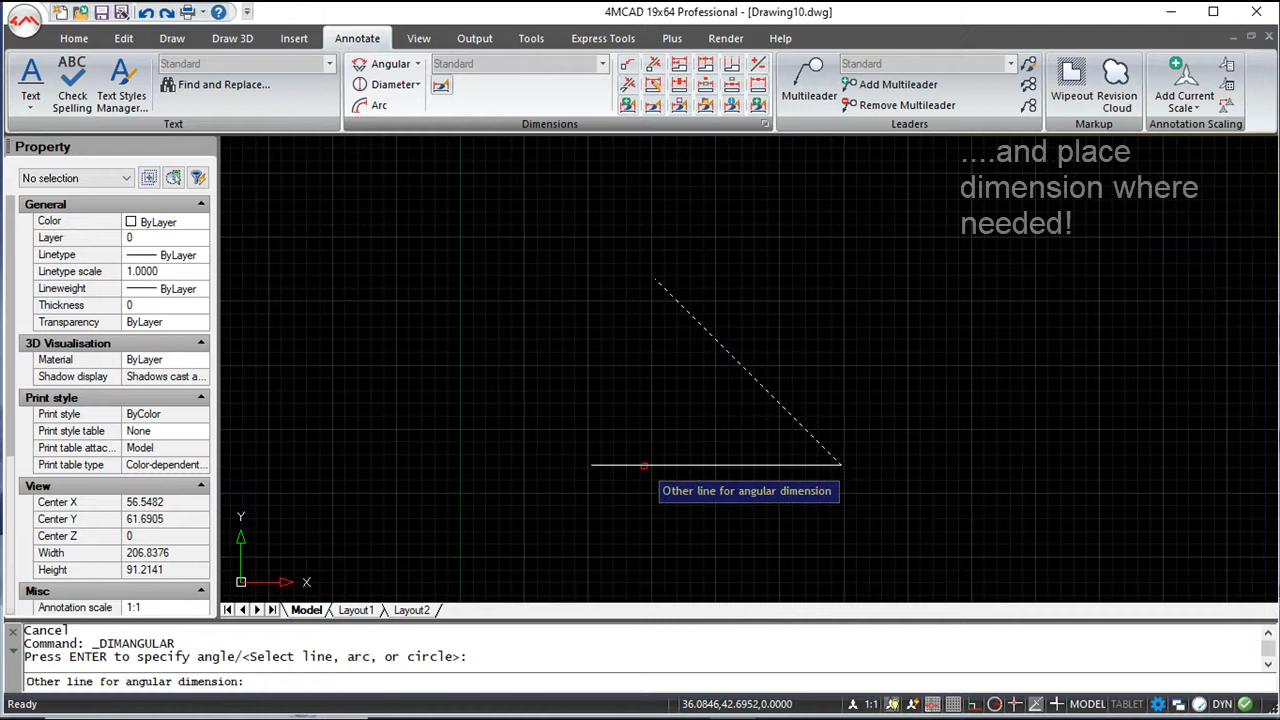 4MCAD 19x64 Professional - [Drawing10.dwg]
Home Edit Draw Draw 3D Insert Annotate View Output Tools Express Tools Plus Render Help
Text
ABC
Check
Spelling
Text Styles
Manager...
Standard
Find and Replace...
Text
Angular
Diameter
Arc
Standard
Dimensions
Multileader
Standard
Add Multileader
Remove Multileader
Leaders
Wipeout
Revision
Cloud
Markup
Add Current
Scale
Annotation Scaling
Property
No selection
General
Color ByLayer
Layer 0
Linetype ByLayer
Linetype scale 1.0000
Lineweight ByLayer
Thickness 0
Transparency ByLayer
3D Visualisation
Material ByLayer
Shadow display Shadows cast a...
Print style
Print style ByColor
Print style table None
Print table attac... Model
Print table type Color-dependent...
View
Center X 56.5482
Center Y 61.6905
Center Z 0
Width 206.8376
Height 91.2141
Misc
Annotation scale 1:1
....and place
dimension where
needed!
Other line for angular dimension
Y
X
Model Layout1 Layout2
Cancel
Command: _DIMANGULAR
Press ENTER to specify angle/<Select line, arc, or circle>:
Other line for angular dimension:
Ready 36.0846,42.6952,0.0000 1:1 MODEL TABLET DYN